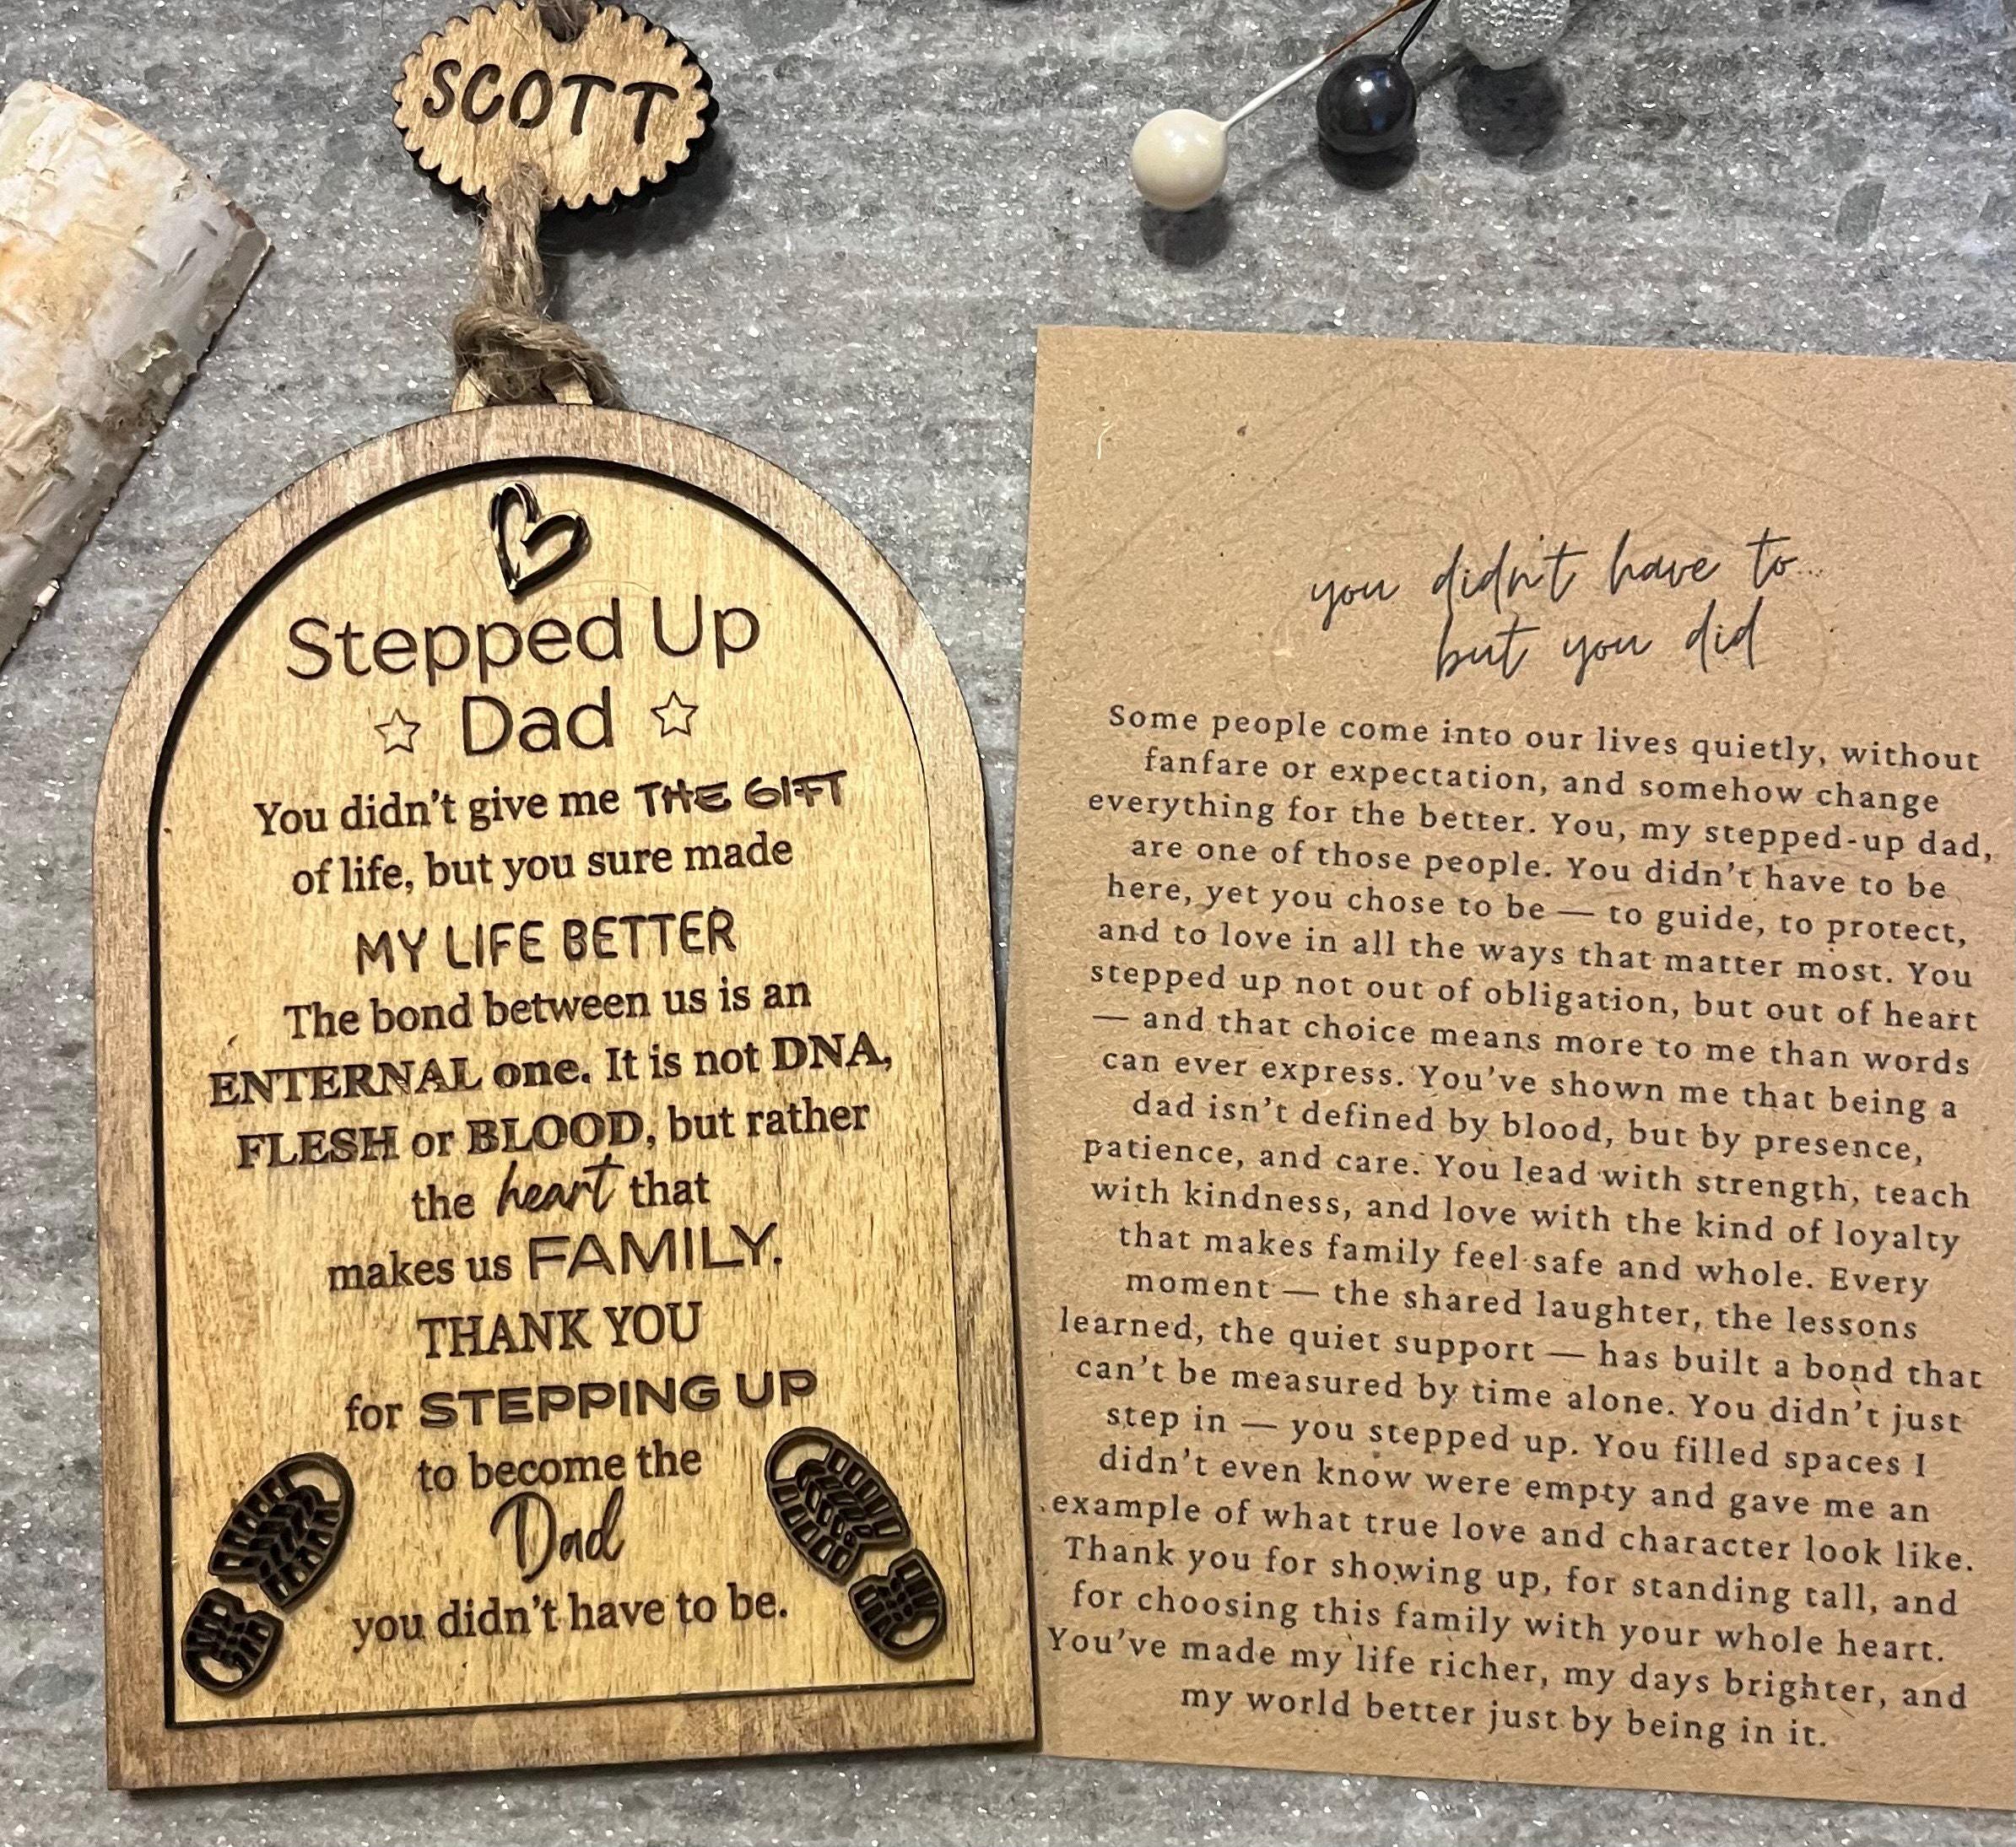 SCOTT
Stepped Up
Dad
You didn't give me THE GIFT
of life, but you sure made
MY LIFE BETTER
The bond between us is an
ENTERNAL one. It is not DNA,
FLESH or BLOOD, but rather
the heart that
makes us FAMILY.
THANK YOU
for STEPPING UP
to become the
Dad
you didn't have to be.
you didn't have to...
but you did
Some people come into our lives quietly, without
fanfare or expectation, and somehow change
everything for the better. You, my stepped-up dad,
are one of those people. You didn't have to be
here, yet you chose to be — to guide, to protect,
and to love in all the ways that matter most. You
stepped up not out of obligation, but out of heart
— and that choice means more to me than words
can ever express. You've shown me that being a
dad isn't defined by blood, but by presence,
patience, and care. You lead with strength, teach
with kindness, and love with the kind of loyalty
that makes family feel safe and whole. Every
moment — the shared laughter, the lessons
learned, the quiet support — has built a bond that
can't be measured by time alone. You didn't just
step in — you stepped up. You filled spaces I
didn't even know were empty and gave me an
example of what true love and character look like.
Thank you for showing up, for standing tall, and
for choosing this family with your whole heart.
You've made my life richer, my days brighter, and
my world better just by being in it.